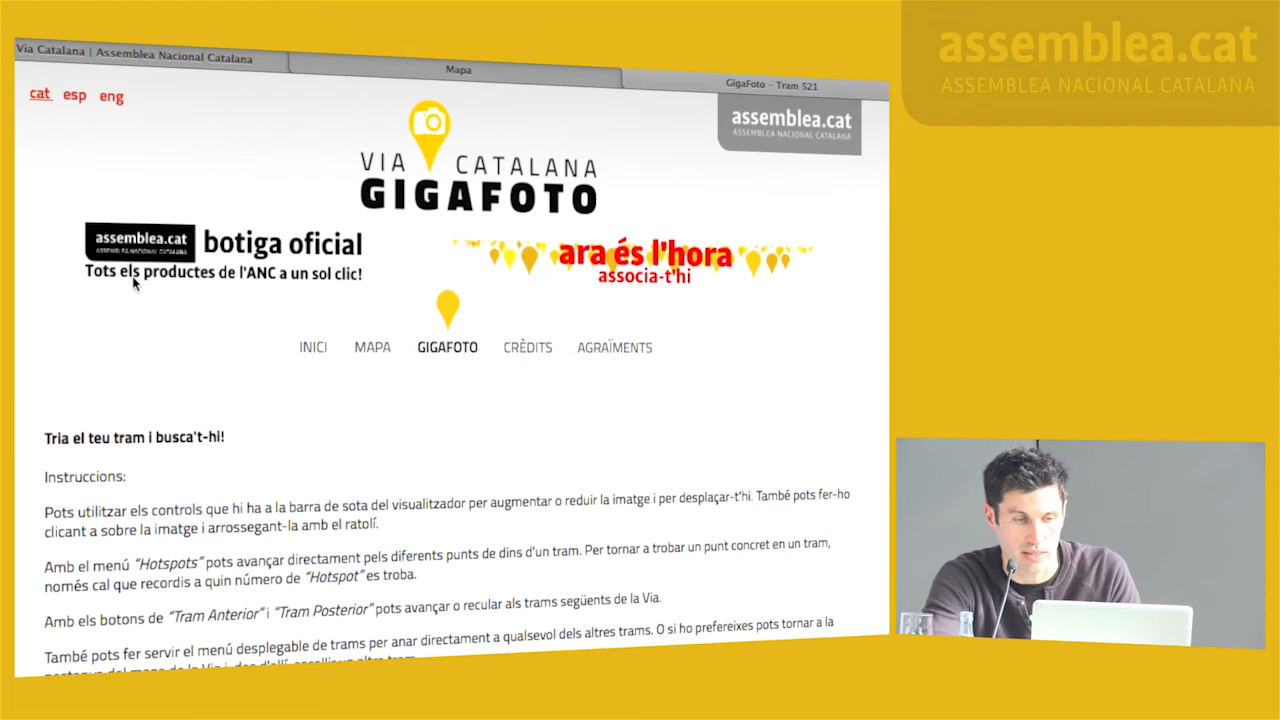 assemblea.cat
ASSEMBLEA NACIONAL CATALANA
Via Catalana | Assemblea Nacional Catalana
Mapa
GigaFoto - Tram 521
cat esp eng
assemblea.cat
ASSEMBLEA NACIONAL CATALANA
VIA CATALANA
GIGAFOTO
assemblea.cat
ASSEMBLEA NACIONAL CATALANA
botiga oficial
Tots els productes de l'ANC a un sol clic!
ara és l'hora
associa-t'hi
INICI MAPA GIGAFOTO CRÈDITS AGRAÏMENTS
Tria el teu tram i busca't-hi!
Instruccions:
Pots utilitzar els controls que hi ha a la barra de sota del visualitzador per augmentar o reduir la imatge i per desplaçar-t'hi. També pots fer-ho
clicant a sobre la imatge i arrossegant-la amb el ratolí.
Amb el menú "Hotspots" pots avançar directament pels diferents punts de dins d'un tram. Per tornar a trobar un punt concret en un tram,
només cal que recordis a quin número de "Hotspot" es troba.
Amb els botons de "Tram Anterior" i "Tram Posterior" pots avançar o recular als trams següents de la Via.
També pots fer servir el menú desplegable de trams per anar directament a qualsevol dels altres trams. O si ho prefereixes pots tornar a la